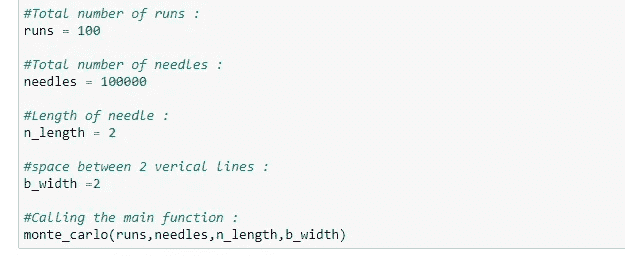 #Total number of runs :
runs = 100
#Total number of needles :
needles = 100000
#Length of needle :
n_length = 2
#space between 2 verical lines :
b_width =2
#Calling the main function :
monte_carlo(runs,needles,n_length,b_width)